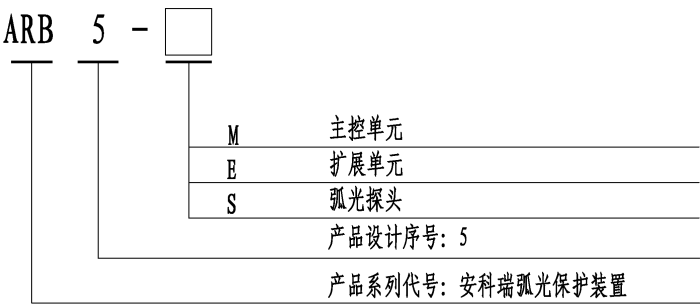 ARB 5 - □
M 主控单元
E 扩展单元
S 弧光探头
产品设计序号: 5
产品系列代号: 安科瑞弧光保护装置